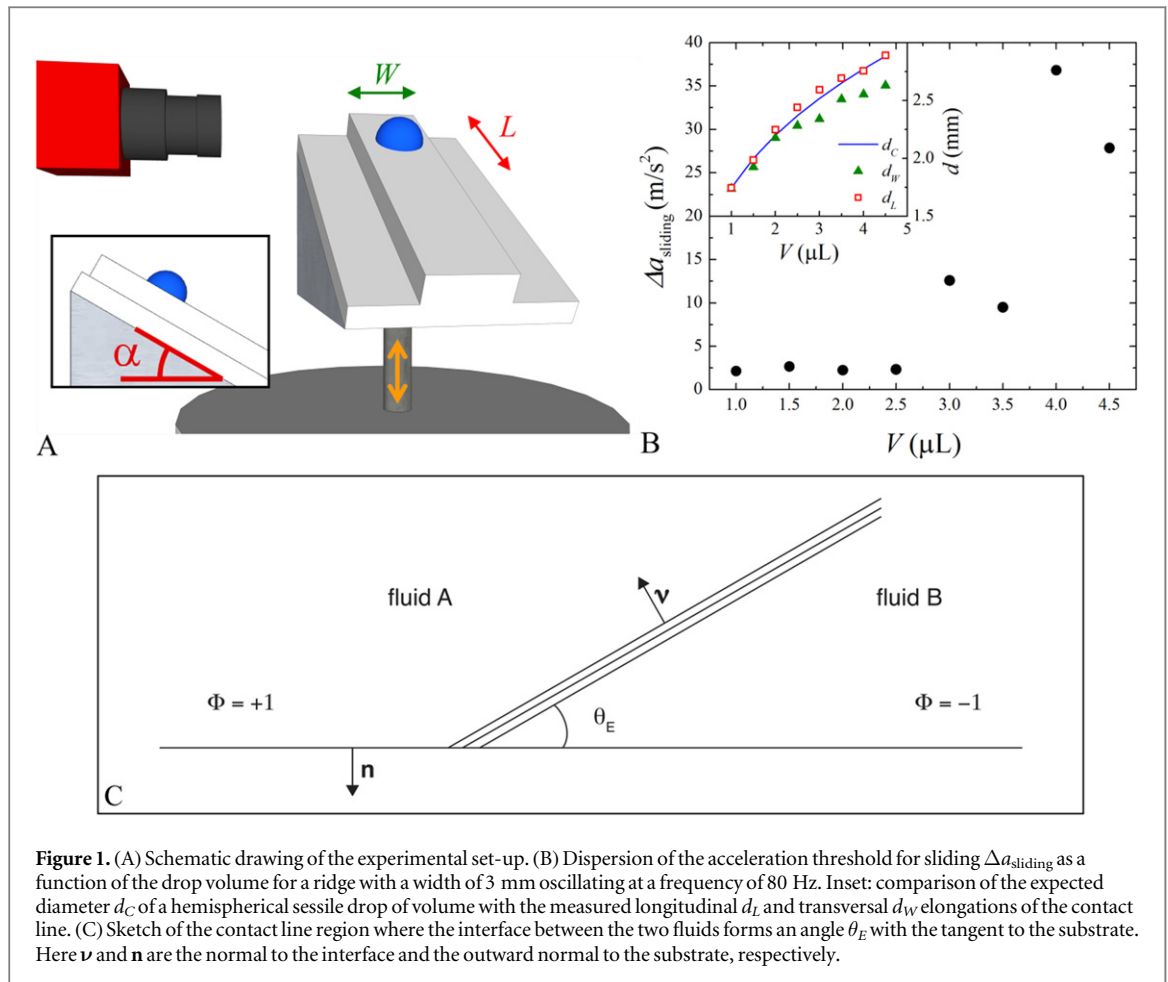 W
L
α
A
40
35
30
25
20
15
10
5
0
Δa_sliding (m/s²)
1.0 1.5 2.0 2.5 3.0 3.5 4.0 4.5
V (µL)
2.5
2.0
1.5
d (mm)
d_C
d_W
d_L
1 2 3 4 5
V (µL)
B
fluid A
ν
fluid B
Φ = +1
θ_E
Φ = −1
n
C
Figure 1. (A) Schematic drawing of the experimental set-up. (B) Dispersion of the acceleration threshold for sliding Δa_sliding as a
function of the drop volume for a ridge with a width of 3 mm oscillating at a frequency of 80 Hz. Inset: comparison of the expected
diameter d_C of a hemispherical sessile drop of volume with the measured longitudinal d_L and transversal d_W elongations of the contact
line. (C) Sketch of the contact line region where the interface between the two fluids forms an angle θ_E with the tangent to the substrate.
Here ν and n are the normal to the interface and the outward normal to the substrate, respectively.